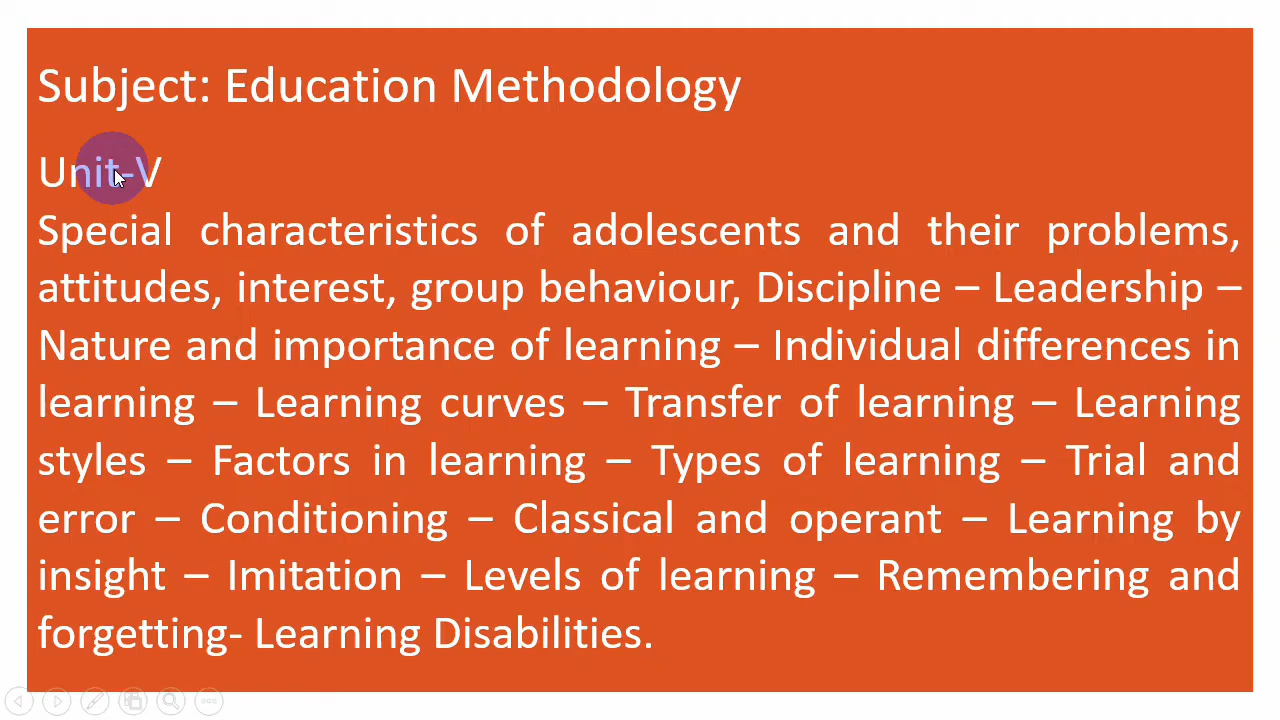 Subject: Education Methodology
Unit-V
Special characteristics of adolescents and their problems,
attitudes, interest, group behaviour, Discipline – Leadership –
Nature and importance of learning – Individual differences in
learning – Learning curves – Transfer of learning – Learning
styles – Factors in learning – Types of learning – Trial and
error – Conditioning – Classical and operant – Learning by
insight – Imitation – Levels of learning – Remembering and
forgetting- Learning Disabilities.